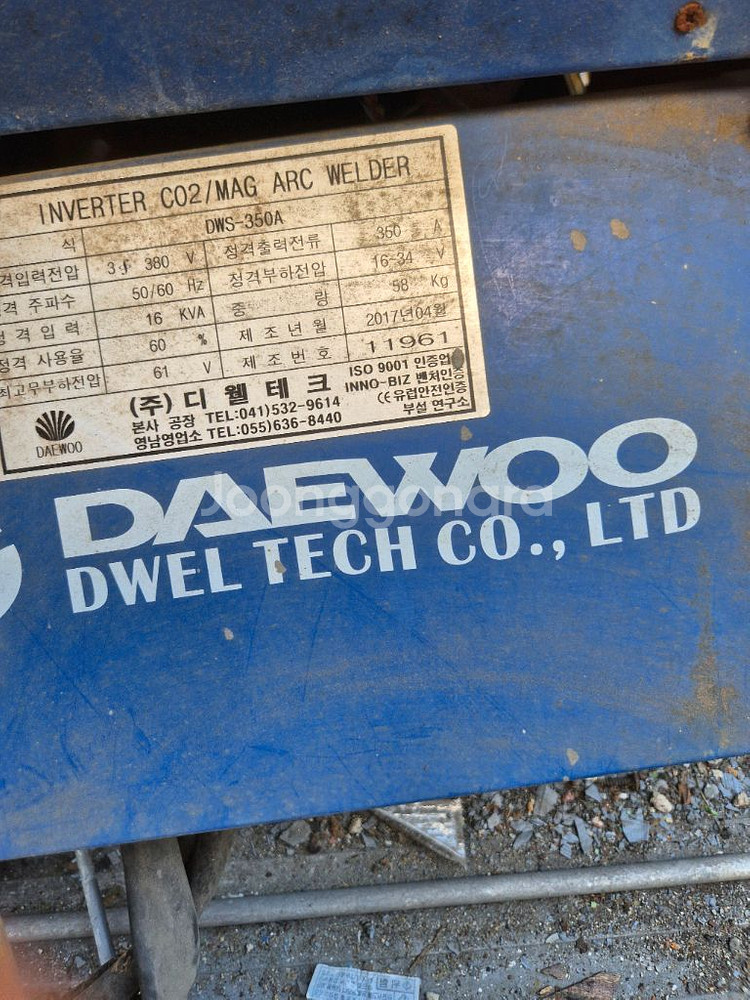 INVERTER CO2/MAG ARC WELDER
식 DWS-350A
격입력전압 3∮ 380 V 정격출력전류 350 A
격 주파수 50/60 Hz 정격부하전압 16-34 V
정 격 입 력 16 KVA 중 량 58 Kg
정격 사용율 60 % 제 조 년 월 2017년04월
최고무부하전압 61 V 제 조 번 호 11961
(주) 디 웰 테 크
본사 공장 TEL:041)532-9614
영남영업소 TEL:055)636-8440
ISO 9001 인증업
INNO-BIZ 벤처인증
CE 유럽안전인증
부설 연구소
DAEWOO
DAEWOO
Joonggonara
DWEL TECH CO., LTD